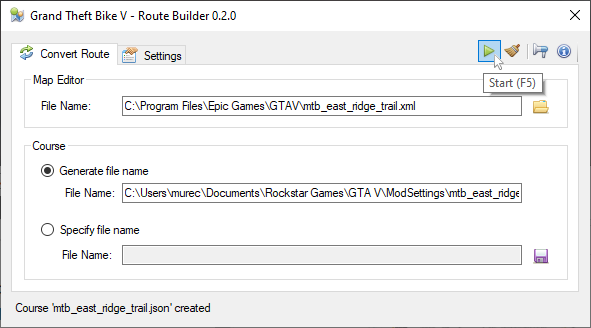 Grand Theft Bike V - Route Builder 0.2.0
Convert Route
Settings
Start (F5)
Map Editor
File Name:
C:\Program Files\Epic Games\GTAV\mtb_east_ridge_trail.xml
Course
Generate file name
File Name:
C:\Users\murec\Documents\Rockstar Games\GTA V\ModSettings\mtb_east_ridge
Specify file name
File Name:
Course 'mtb_east_ridge_trail.json' created